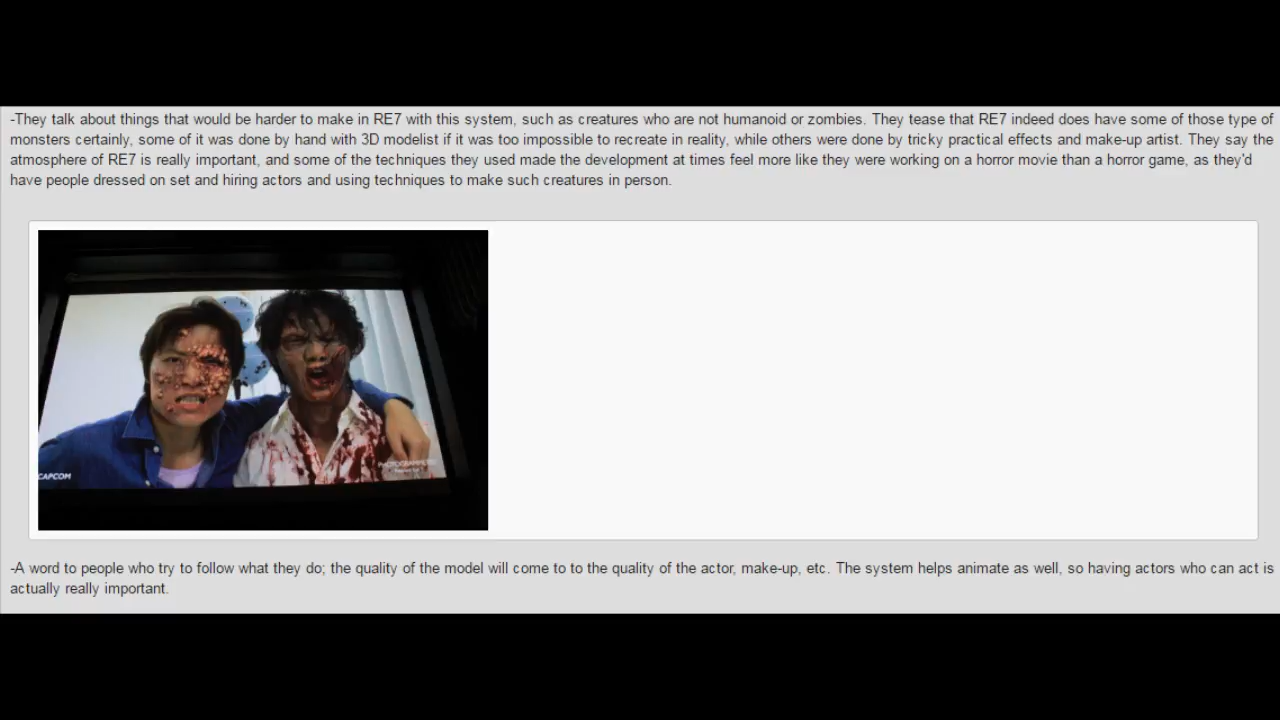 -They talk about things that would be harder to make in RE7 with this system, such as creatures who are not humanoid or zombies. They tease that RE7 indeed does have some of those type of
monsters certainly, some of it was done by hand with 3D modelist if it was too impossible to recreate in reality, while others were done by tricky practical effects and make-up artist. They say the
atmosphere of RE7 is really important, and some of the techniques they used made the development at times feel more like they were working on a horror movie than a horror game, as they'd
have people dressed on set and hiring actors and using techniques to make such creatures in person.
CAPCOM
-A word to people who try to follow what they do; the quality of the model will come to to the quality of the actor, make-up, etc. The system helps animate as well, so having actors who can act is
actually really important.